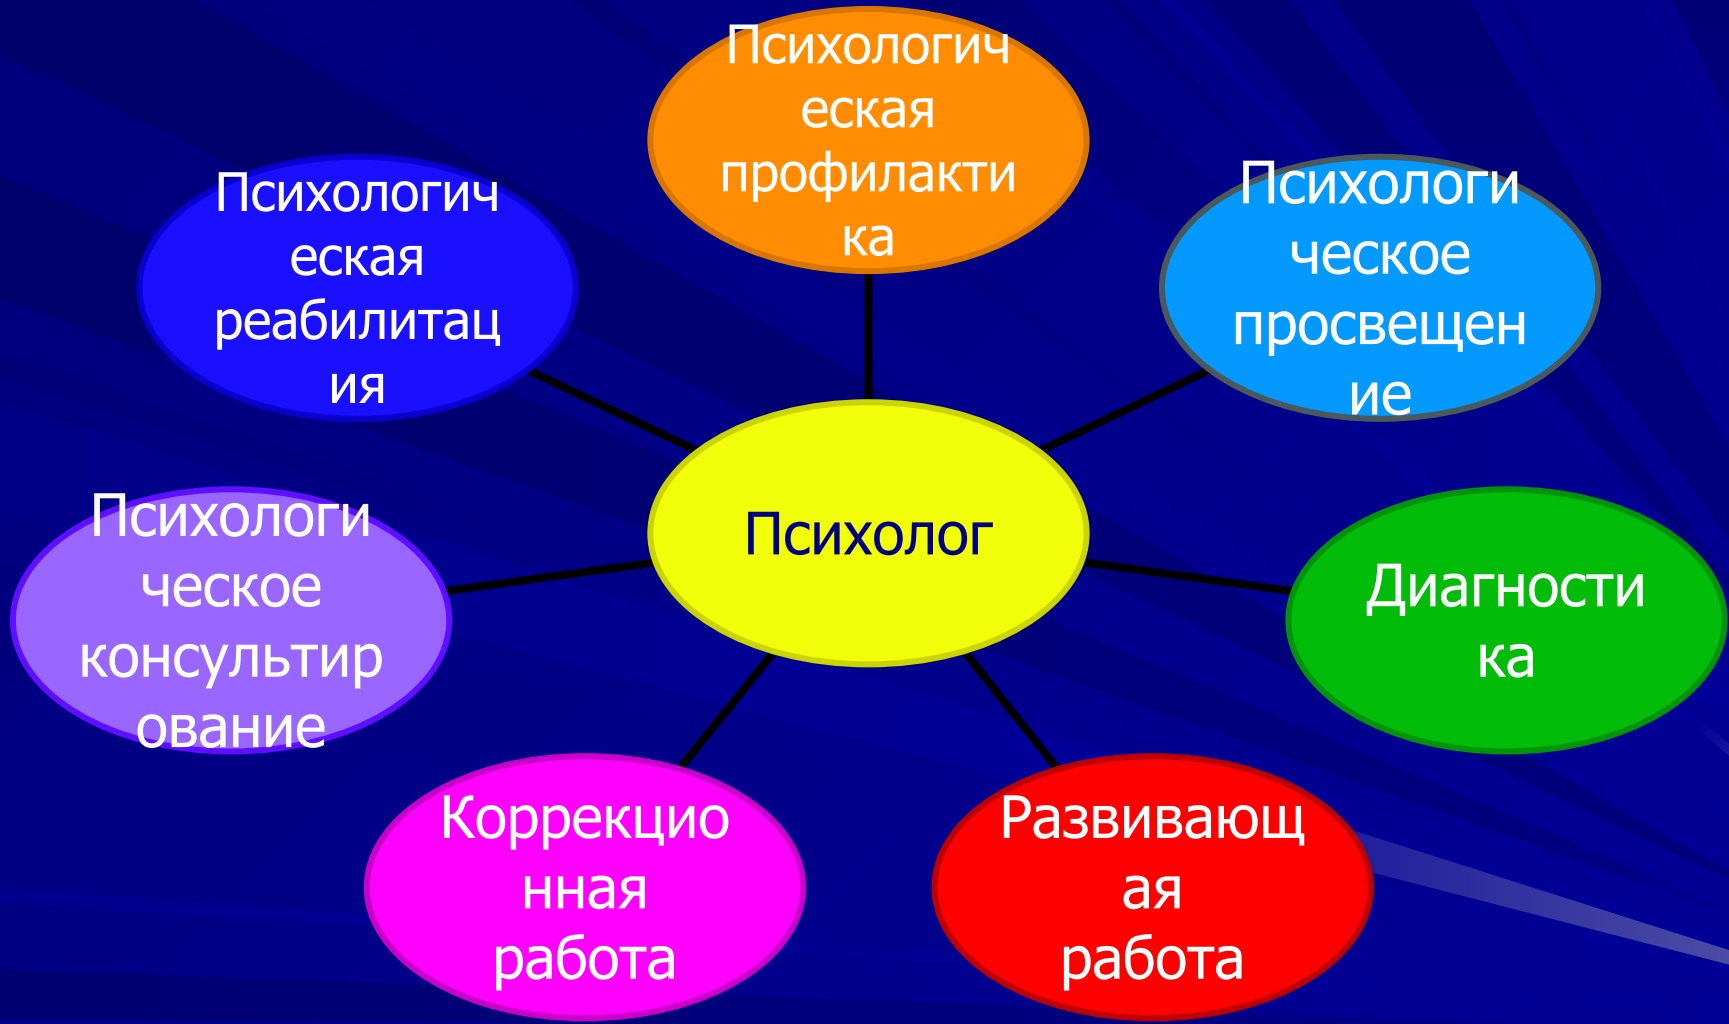 Психологич
еская
профилакти
ка
Психологич
еская
реабилитац
ия
Психологи
ческое
просвещен
ие
Психолог
Психологи
ческое
консультир
ование
Диагности
ка
Коррекцио
нная
работа
Развивающ
ая
работа